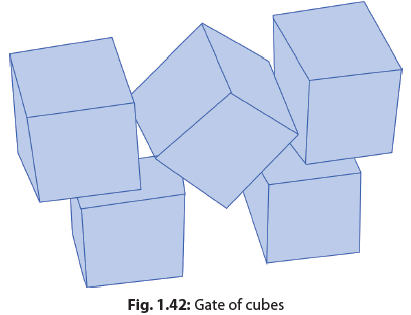 Fig. 1.42: Gate of cubes